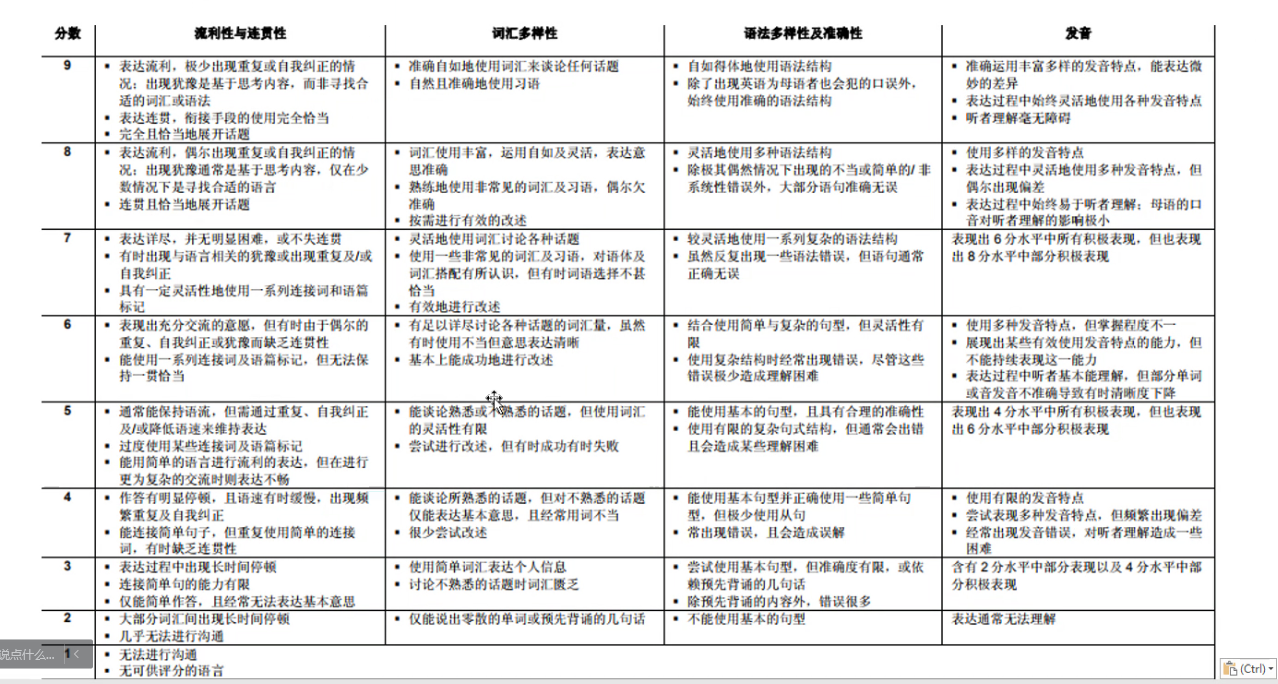 分数 流利性与连贯性 词汇多样性 语法多样性及准确性 发音
9
▪ 表达流利，极少出现重复或自我纠正的情
况；出现犹豫是基于思考内容，而非寻找合
适的词汇或语法
▪ 表达连贯，衔接手段的使用完全恰当
▪ 完全且恰当地展开话题
▪ 准确自如地使用词汇来谈论任何话题
▪ 自然且准确地使用习语
▪ 自如得体地使用语法结构
▪ 除了出现英语为母语者也会犯的口误外，
始终使用准确的语法结构
▪ 准确运用丰富多样的发音特点，能表达微
妙的差异
▪ 表达过程中始终灵活地使用各种发音特点
▪ 听者理解毫无障碍
8
▪ 表达流利，偶尔出现重复或自我纠正的情
况；出现犹豫通常是基于思考内容，仅在少
数情况下是寻找合适的语言
▪ 连贯且恰当地展开话题
▪ 词汇使用丰富，运用自如及灵活，表达意
思准确
▪ 熟练地使用非常见的词汇及习语，偶尔欠
准确
▪ 按需进行有效的改述
▪ 灵活地使用多种语法结构
▪ 除极其偶然情况下出现的不当或简单的/ 非
系统性错误外，大部分语句准确无误
▪ 使用多样的发音特点
▪ 表达过程中灵活地使用多种发音特点，但
偶尔出现偏差
▪ 表达过程中始终易于听者理解；母语的口
音对听者理解的影响极小
7
▪ 表达详尽，并无明显困难，或不失连贯
▪ 有时出现与语言相关的犹豫或出现重复及/或
自我纠正
▪ 具有一定灵活性地使用一系列连接词和语篇
标记
▪ 灵活地使用词汇讨论各种话题
▪ 使用一些非常见的词汇及习语，对语体及
词汇搭配有所认识，但有时词语选择不甚
恰当
▪ 有效地进行改述
▪ 较灵活地使用一系列复杂的语法结构
▪ 虽然反复出现一些语法错误，但语句通常
正确无误
表现出 6 分水平中所有积极表现，但也表现
出 8 分水平中部分积极表现
6
▪ 表现出充分交流的意愿，但有时由于偶尔的
重复、自我纠正或犹豫而缺乏连贯性
▪ 能使用一系列连接词及语篇标记，但无法保
持一贯恰当
▪ 有足以详尽讨论各种话题的词汇量，虽然
有时使用不当但意思表达清晰
▪ 基本上能成功地进行改述
▪ 结合使用简单与复杂的句型，但灵活性有
限
▪ 使用复杂结构时经常出现错误，尽管这些
错误极少造成理解困难
▪ 使用多种发音特点，但掌握程度不一
▪ 展现出某些有效使用发音特点的能力，但
不能持续表现这一能力
▪ 表达过程中听者基本能理解，但部分单词
或音发音不准确导致有时清晰度下降
5
▪ 通常能保持语流，但需通过重复、自我纠正
及/或降低语速来维持表达
▪ 过度使用某些连接词及语篇标记
▪ 能用简单的语言进行流利的表达，但在进行
更为复杂的交流时则表达不畅
▪ 能谈论熟悉或不熟悉的话题，但使用词汇
的灵活性有限
▪ 尝试进行改述，但有时成功有时失败
▪ 能使用基本的句型，且具有合理的准确性
▪ 使用有限的复杂句式结构，但通常会出错
且会造成某些理解困难
表现出 4 分水平中所有积极表现，但也表现
出 6 分水平中部分积极表现
4
▪ 作答有明显停顿，且语速有时缓慢，出现频
繁重复及自我纠正
▪ 能连接简单句子，但重复使用简单的连接
词，有时缺乏连贯性
▪ 能谈论所熟悉的话题，但对不熟悉的话题
仅能表达基本意思，且经常用词不当
▪ 很少尝试改述
▪ 能使用基本句型并正确使用一些简单句
型，但极少使用从句
▪ 常出现错误，且会造成误解
▪ 使用有限的发音特点
▪ 尝试表现多种发音特点，但频繁出现偏差
▪ 经常出现发音错误，对听者理解造成一些
困难
3
▪ 表达过程中出现长时间停顿
▪ 连接简单句的能力有限
▪ 仅能简单作答，且经常无法表达基本意思
▪ 使用简单词汇表达个人信息
▪ 讨论不熟悉的话题时词汇匮乏
▪ 尝试使用基本句型，但准确度有限，或依
赖预先背诵的几句话
▪ 除预先背诵的内容外，错误很多
含有 2 分水平中部分表现以及 4 分水平中部
分积极表现
2
▪ 大部分词汇间出现长时间停顿
▪ 几乎无法进行沟通
▪ 仅能说出零散的单词或预先背诵的几句话
▪ 不能使用基本的句型
表达通常无法理解
1
▪ 无法进行沟通
▪ 无可供评分的语言
说点什么...
(Ctrl)